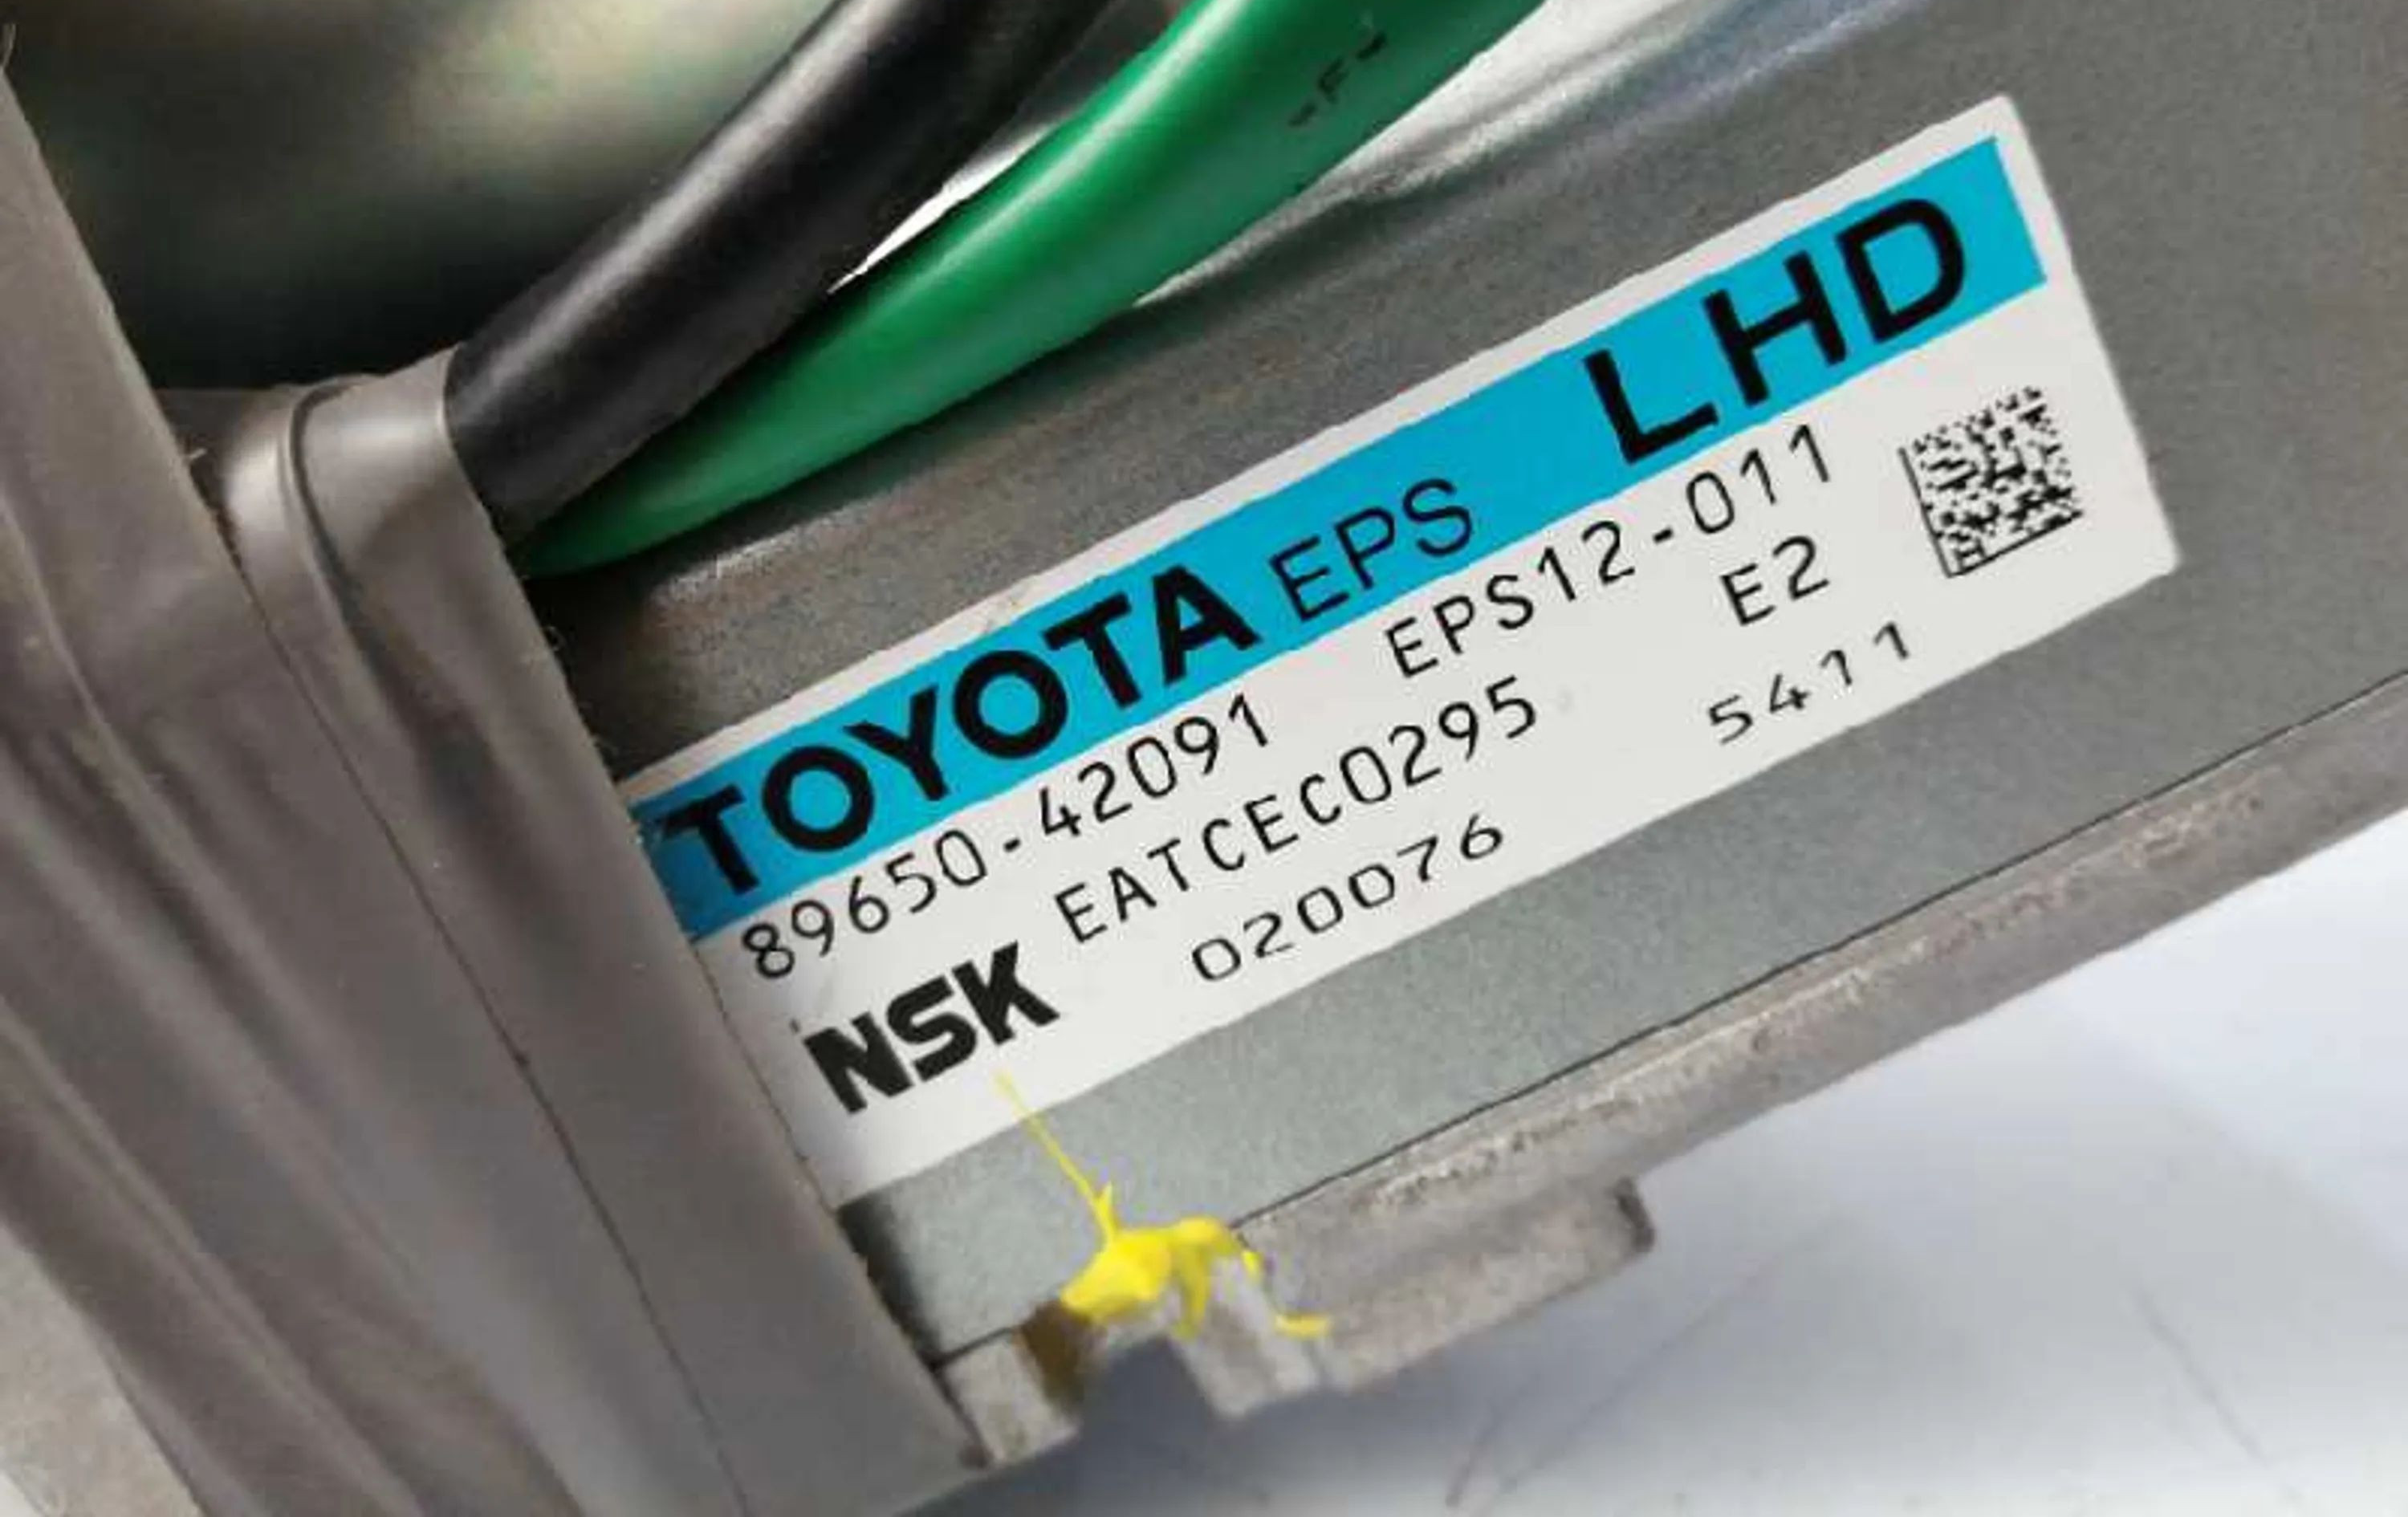 TOYOTA EPS LHD
89650-42091 EPS12-011
EATCEC0295 E2
NSK 020076 5411